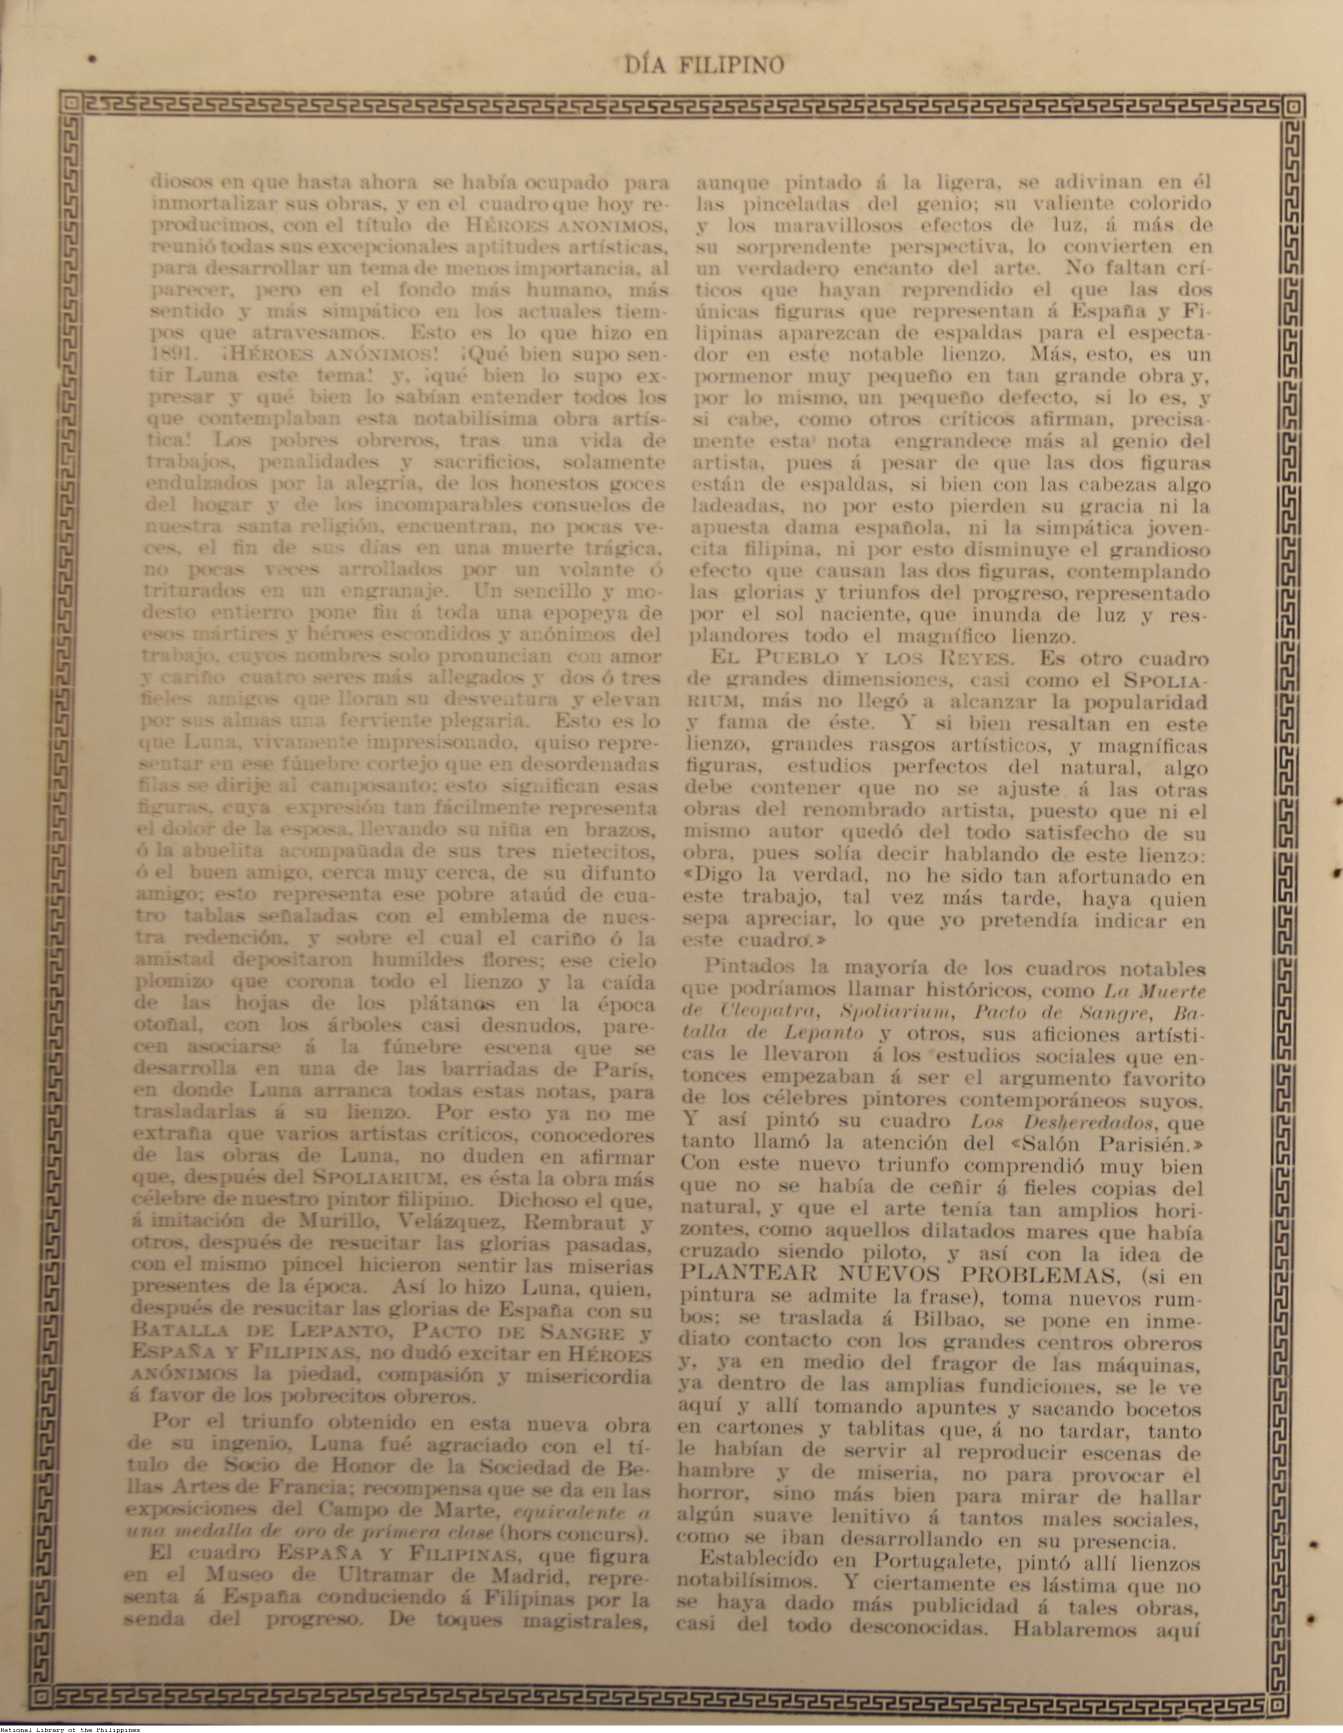 DÍA FILIPINO
diosos en que hasta ahora se había ocupado para
inmortalizar sus obras, y en el cuadro que hoy re-
producimos, con el título de HÉROES ANONIMOS,
reunió todas sus excepcionales aptitudes artísticas,
para desarrollar un tema de menos importancia, al
parecer, pero en el fondo más humano, más
sentido y más simpático en los actuales tiem-
pos que atravesamos. Esto es lo que hizo en
1891. ¡HÉROES ANÓNIMOS! ¡Qué bien supo sen-
tir Luna este tema! y, ¡qué bien lo supo ex-
presar y qué bien lo sabían entender todos los
que contemplaban esta notabilísima obra artís-
tica! Los pobres obreros, tras una vida de
trabajos, penalidades y sacrificios, solamente
endulzados por la alegría, de los honestos goces
del hogar y de los incomparables consuelos de
nuestra santa religión, encuentran, no pocas ve-
ces, el fin de sus días en una muerte trágica,
no pocas veces arrollados por un volante ó
triturados en un engranaje. Un sencillo y mo-
desto entierro pone fin á toda una epopeya de
esos mártires y héroes escondidos y anónimos del
trabajo, cuyos nombres solo pronuncian con amor
y cariño cuatro seres más allegados y dos ó tres
fieles amigos que lloran su desventura y elevan
por sus almas una ferviente plegaria. Esto es lo
que Luna, vivamente impresisonado, quiso repre-
sentar en ese fúnebre cortejo que en desordenadas
filas se dirije al camposanto; esto significan esas
figuras, cuya expresión tan fácilmente representa
el dolor de la esposa, llevando su niña en brazos,
ó la abuelita acompañada de sus tres nietecitos,
ó el buen amigo, cerca muy cerca, de su difunto
amigo; esto representa ese pobre ataúd de cua-
tro tablas señaladas con el emblema de nues-
tra redención, y sobre el cual el cariño ó la
amistad depositaron humildes flores; ese cielo
plomizo que corona todo el lienzo y la caída
de las hojas de los plátanos en la época
otoñal, con los árboles casi desnudos, pare-
cen asociarse á la fúnebre escena que se
desarrolla en una de las barriadas de París,
en donde Luna arranca todas estas notas, para
trasladarlas á su lienzo. Por esto ya no me
extraña que varios artistas críticos, conocedores
de las obras de Luna, no duden en afirmar
que, después del SPOLIARIUM, es ésta la obra más
célebre de nuestro pintor filipino. Dichoso el que,
á imitación de Murillo, Velázquez, Rembraut y
otros, después de resucitar las glorias pasadas,
con el mismo pincel hicieron sentir las miserias
presentes de la época. Así lo hizo Luna, quien,
después de resucitar las glorias de España con su
BATALLA DE LEPANTO, PACTO DE SANGRE Y
ESPAÑA Y FILIPINAS, no dudó excitar en HÉROES
ANÓNIMOS la piedad, compasión y misericordia
á favor de los pobrecitos obreros.
Por el triunfo obtenido en esta nueva obra
de su ingenio, Luna fué agraciado con el tí-
tulo de Socio de Honor de la Sociedad de Be-
llas Artes de Francia; recompensa que se da en las
exposiciones del Campo de Marte, equivalente a
una medalla de oro de primera clase (hors concurs).
El cuadro ESPAÑA Y FILIPINAS, que figura
en el Museo de Ultramar de Madrid, repre-
senta á España conduciendo á Filipinas por la
senda del progreso. De toques magistrales,
aunque pintado á la ligera, se adivinan en él
las pinceladas del genio; su valiente colorido
y los maravillosos efectos de luz, á más de
su sorprendente perspectiva, lo convierten en
un verdadero encanto del arte. No faltan crí-
ticos que hayan reprendido el que las dos
únicas figuras que representan á España y Fi-
lipinas aparezcan de espaldas para el especta-
dor en este notable lienzo. Más, esto, es un
pormenor muy pequeño en tan grande obra y,
por lo mismo, un pequeño defecto, si lo es, y
si cabe, como otros críticos afirman, precisa-
mente esta nota engrandece más al genio del
artista, pues á pesar de que las dos figuras
están de espaldas, si bien con las cabezas algo
ladeadas, no por esto pierden su gracia ni la
apuesta dama española, ni la simpática joven-
cita filipina, ni por esto disminuye el grandioso
efecto que causan las dos figuras, contemplando
las glorias y triunfos del progreso, representado
por el sol naciente, que inunda de luz y res-
plandores todo el magnífico lienzo.
EL PUEBLO Y LOS REYES. Es otro cuadro
de grandes dimensiones, casi como el SPOLIA-
RIUM, más no llegó a alcanzar la popularidad
y fama de éste. Y si bien resaltan en este
lienzo, grandes rasgos artísticos, y magníficas
figuras, estudios perfectos del natural, algo
debe contener que no se ajuste á las otras
obras del renombrado artista, puesto que ni el
mismo autor quedó del todo satisfecho de su
obra, pues solía decir hablando de este lienzo:
«Digo la verdad, no he sido tan afortunado en
este trabajo, tal vez más tarde, haya quien
sepa apreciar, lo que yo pretendía indicar en
este cuadro.»
Pintados la mayoría de los cuadros notables
que podríamos llamar históricos, como La Muerte
de Cleopatra, Spoliarium, Pacto de Sangre, Ba-
talla de Lepanto y otros, sus aficiones artísti-
cas le llevaron á los estudios sociales que en-
tonces empezaban á ser el argumento favorito
de los célebres pintores contemporáneos suyos.
Y así pintó su cuadro Los Desheredados, que
tanto llamó la atención del «Salón Parisién.»
Con este nuevo triunfo comprendió muy bien
que no se había de ceñir á fieles copias del
natural, y que el arte tenía tan amplios hori-
zontes, como aquellos dilatados mares que había
cruzado siendo piloto, y así con la idea de
PLANTEAR NUEVOS PROBLEMAS, (si en
pintura se admite la frase), toma nuevos rum-
bos; se traslada á Bilbao, se pone en inme-
diato contacto con los grandes centros obreros
y, ya en medio del fragor de las máquinas,
ya dentro de las amplias fundiciones, se le ve
aquí y allí tomando apuntes y sacando bocetos
en cartones y tablitas que, á no tardar, tanto
le habían de servir al reproducir escenas de
hambre y de miseria, no para provocar el
horror, sino más bien para mirar de hallar
algún suave lenitivo á tantos males sociales,
como se iban desarrollando en su presencia.
Establecido en Portugalete, pintó allí lienzos
notabilísimos. Y ciertamente es lástima que no
se haya dado más publicidad á tales obras,
casi del todo desconocidas. Hablaremos aquí
National Library of the Philippines